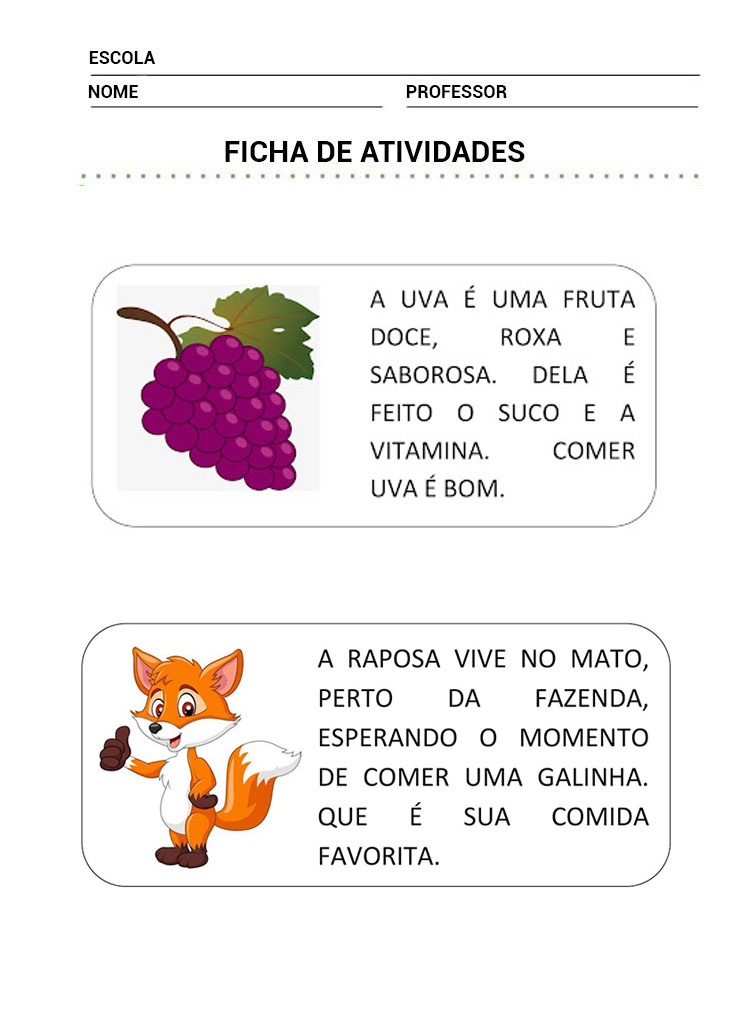 ESCOLA
NOME PROFESSOR
FICHA DE ATIVIDADES
A UVA É UMA FRUTA
DOCE, ROXA E
SABOROSA. DELA É
FEITO O SUCO E A
VITAMINA. COMER
UVA É BOM.
A RAPOSA VIVE NO MATO,
PERTO DA FAZENDA,
ESPERANDO O MOMENTO
DE COMER UMA GALINHA.
QUE É SUA COMIDA
FAVORITA.